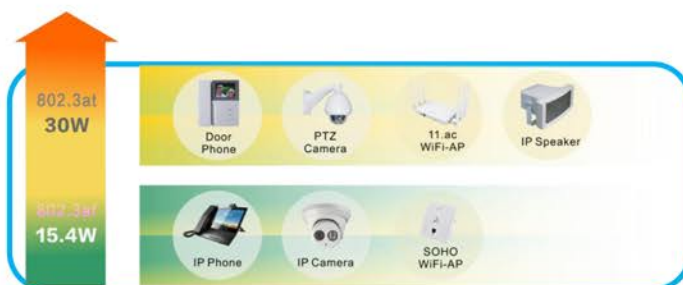 802.3at
30W
Door
Phone
PTZ
Camera
11.ac
WiFi-AP
IP Speaker
802.3af
15.4W
IP Phone
IP Camera
SOHO
WiFi-AP